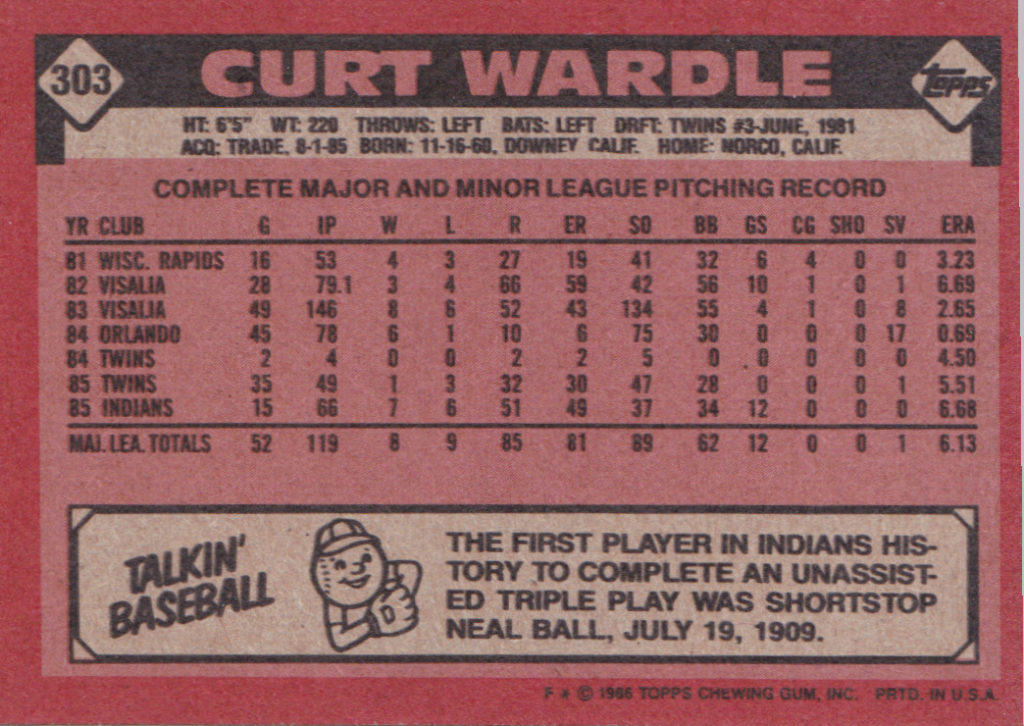 303 CURT WARDLE Topps
HT: 6'5" WT: 220 THROWS: LEFT BATS: LEFT DRFT: TWINS #3-JUNE, 1981
ACQ: TRADE, 8-1-85 BORN: 11-16-60, DOWNEY CALIF. HOME: NORCO, CALIF.
COMPLETE MAJOR AND MINOR LEAGUE PITCHING RECORD
YR CLUB G IP W L R ER SO BB GS CG SHO SV ERA
81 WISC. RAPIDS 16 53 4 3 27 19 41 32 6 4 0 0 3.23
82 VISALIA 28 79.1 3 4 66 59 42 56 10 1 0 1 6.69
83 VISALIA 49 146 8 6 52 43 134 55 4 1 0 8 2.65
84 ORLANDO 45 78 6 1 10 6 75 30 0 0 0 17 0.69
84 TWINS 2 4 0 0 2 2 5 0 0 0 0 0 4.50
85 TWINS 35 49 1 3 32 30 47 28 0 0 0 1 5.51
85 INDIANS 15 66 7 6 51 49 37 34 12 0 0 0 6.68
MAJ. LEA. TOTALS 52 119 8 9 85 81 89 62 12 0 0 1 6.13
TALKIN'
BASEBALL
THE FIRST PLAYER IN INDIANS HIS-
TORY TO COMPLETE AN UNASSIST-
ED TRIPLE PLAY WAS SHORTSTOP
NEAL BALL, JULY 19, 1909.
F * © 1986 TOPPS CHEWING GUM, INC. PRTD. IN U.S.A.